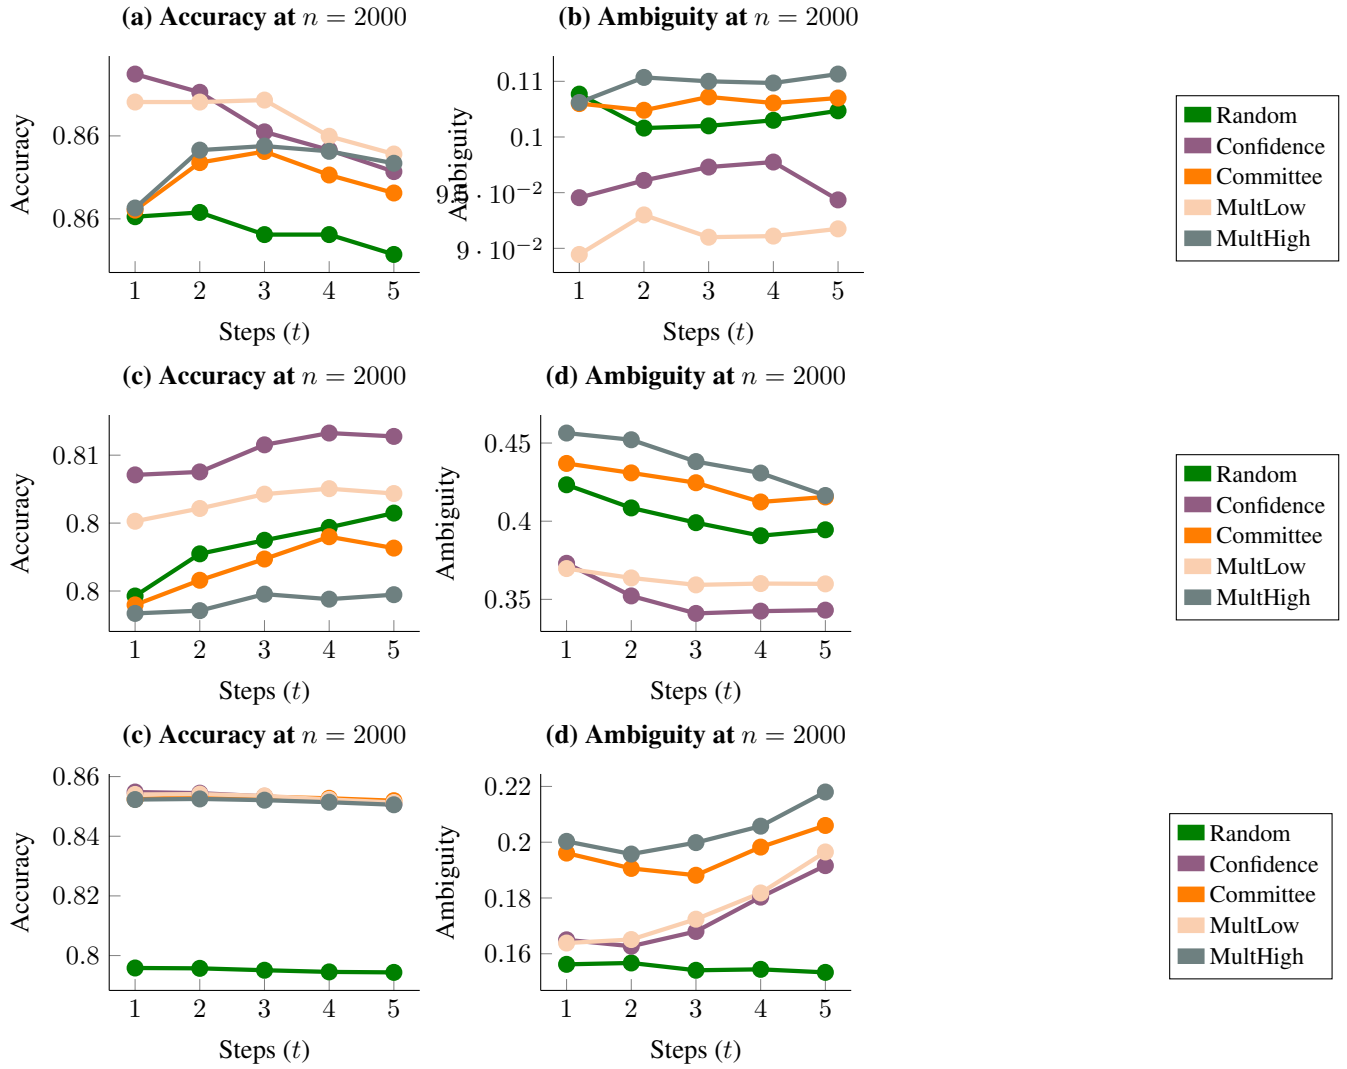 (a) Accuracy at n = 2000
(b) Ambiguity at n = 2000
Accuracy
0.86
0.86
1 2 3 4 5
Steps (t)
Ambiguity
0.11
0.1
9.5 · 10−2
9 · 10−2
1 2 3 4 5
Steps (t)
Random
Confidence
Committee
MultLow
MultHigh
(c) Accuracy at n = 2000
(d) Ambiguity at n = 2000
Accuracy
0.81
0.8
0.8
1 2 3 4 5
Steps (t)
Ambiguity
0.45
0.4
0.35
1 2 3 4 5
Steps (t)
Random
Confidence
Committee
MultLow
MultHigh
(c) Accuracy at n = 2000
(d) Ambiguity at n = 2000
Accuracy
0.86
0.84
0.82
0.8
1 2 3 4 5
Steps (t)
Ambiguity
0.22
0.2
0.18
0.16
1 2 3 4 5
Steps (t)
Random
Confidence
Committee
MultLow
MultHigh